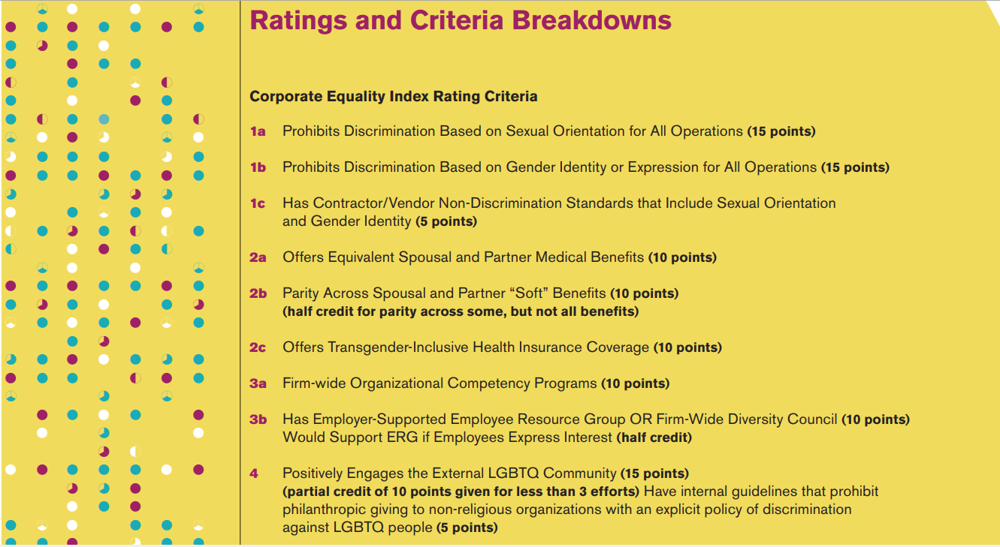 Ratings and Criteria Breakdowns
Corporate Equality Index Rating Criteria
1a Prohibits Discrimination Based on Sexual Orientation for All Operations (15 points)
1b Prohibits Discrimination Based on Gender Identity or Expression for All Operations (15 points)
1c Has Contractor/Vendor Non-Discrimination Standards that Include Sexual Orientation
and Gender Identity (5 points)
2a Offers Equivalent Spousal and Partner Medical Benefits (10 points)
2b Parity Across Spousal and Partner “Soft” Benefits (10 points)
(half credit for parity across some, but not all benefits)
2c Offers Transgender-Inclusive Health Insurance Coverage (10 points)
3a Firm-wide Organizational Competency Programs (10 points)
3b Has Employer-Supported Employee Resource Group OR Firm-Wide Diversity Council (10 points)
Would Support ERG if Employees Express Interest (half credit)
4 Positively Engages the External LGBTQ Community (15 points)
(partial credit of 10 points given for less than 3 efforts) Have internal guidelines that prohibit
philanthropic giving to non-religious organizations with an explicit policy of discrimination
against LGBTQ people (5 points)